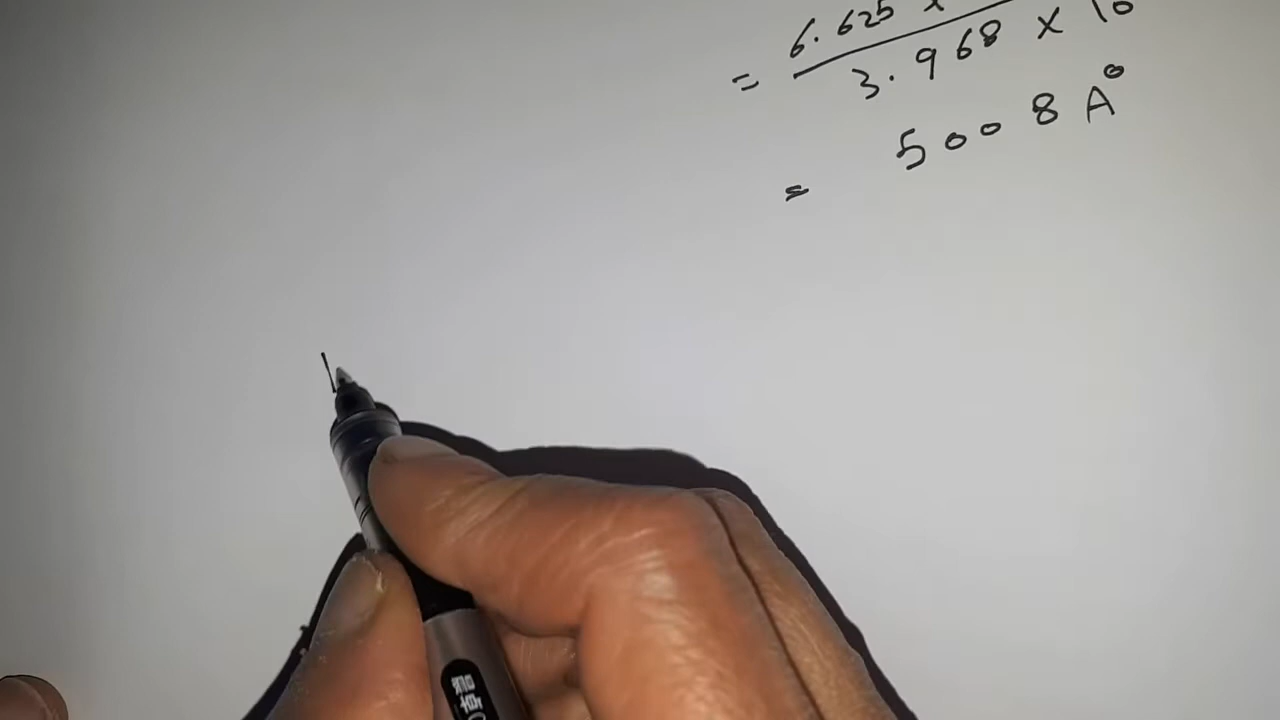 = 6.625 x
3.968 x 10
= 5008 A°